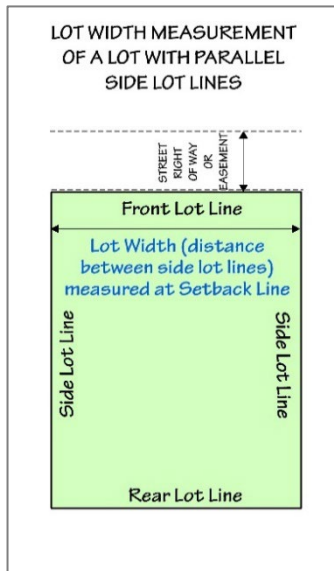 LOT WIDTH MEASUREMENT
OF A LOT WITH PARALLEL
SIDE LOT LINES
STREET
RIGHT
OF WAY
OR
EASEMENT
Front Lot Line
Lot Width (distance
between side lot lines)
measured at Setback Line
Side Lot Line
Side Lot Line
Rear Lot Line